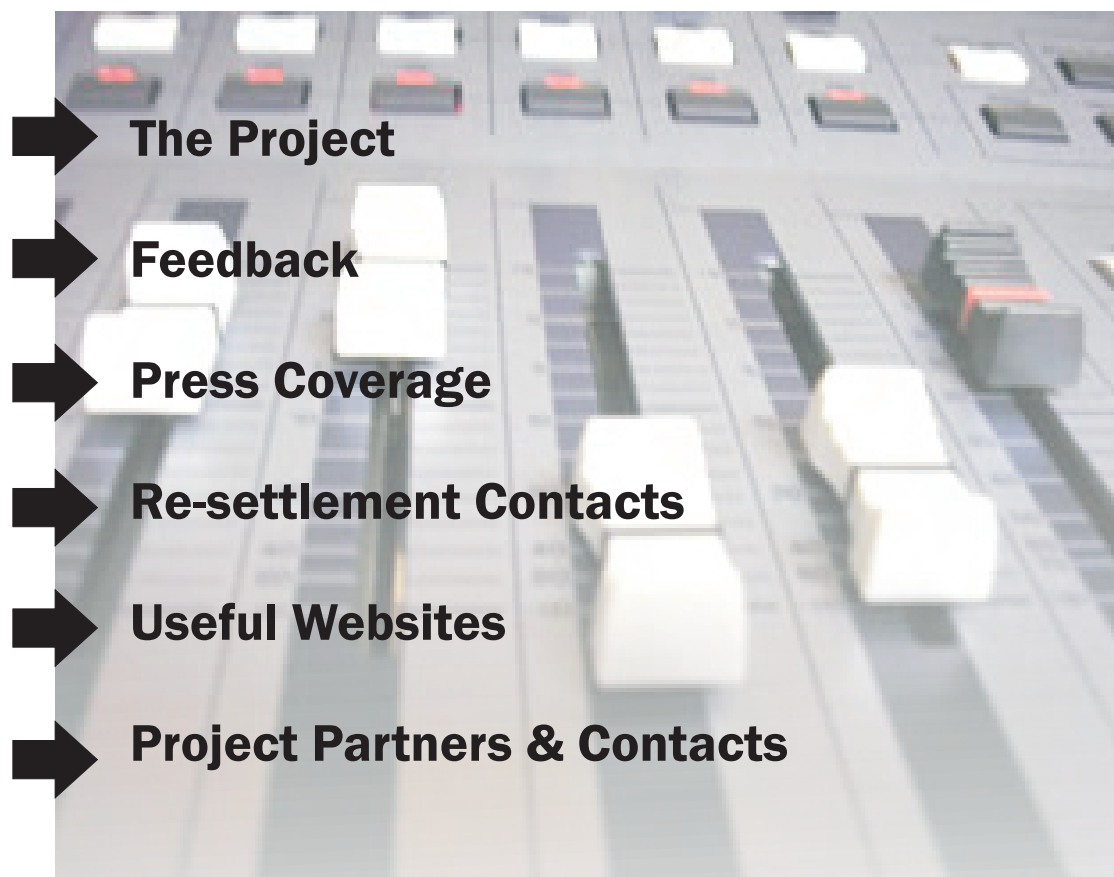 The Project
Feedback
Press Coverage
Re-settlement Contacts
Useful Websites
Project Partners & Contacts